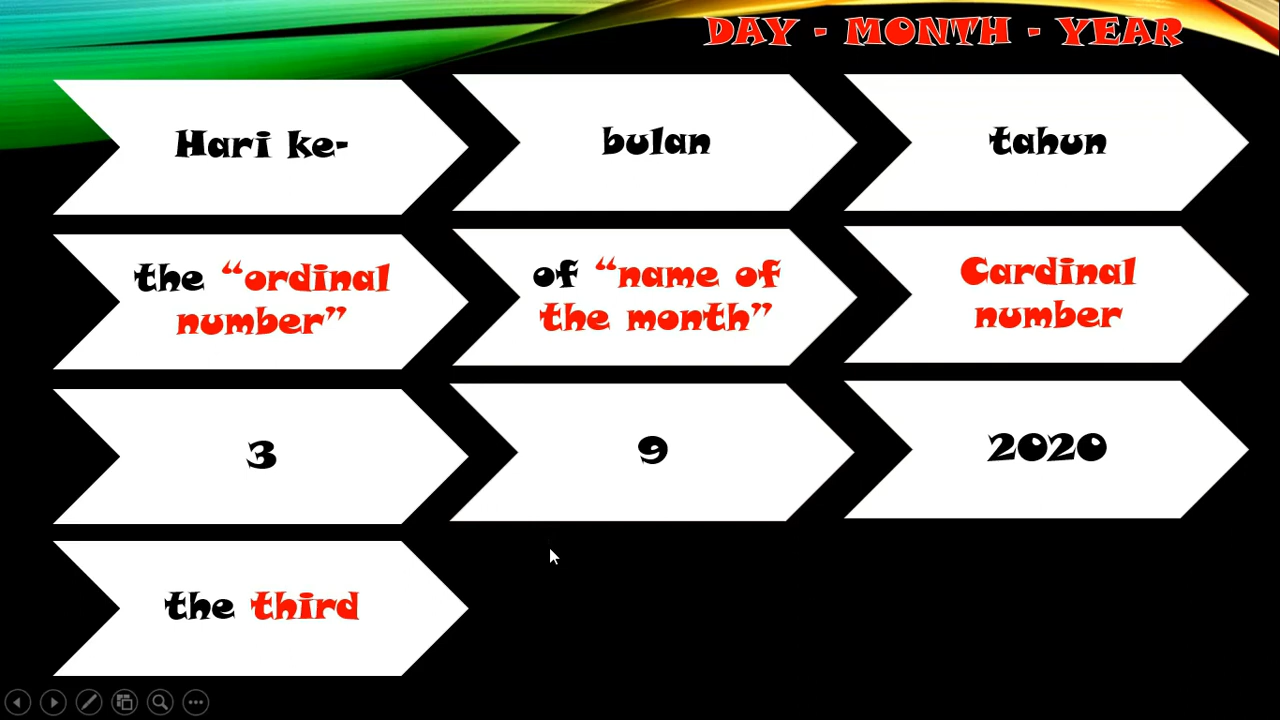 DAY - MONTH - YEAR
Hari ke-
bulan
tahun
the “ordinal
number”
of “name of
the month”
Cardinal
number
3
9
2020
the third